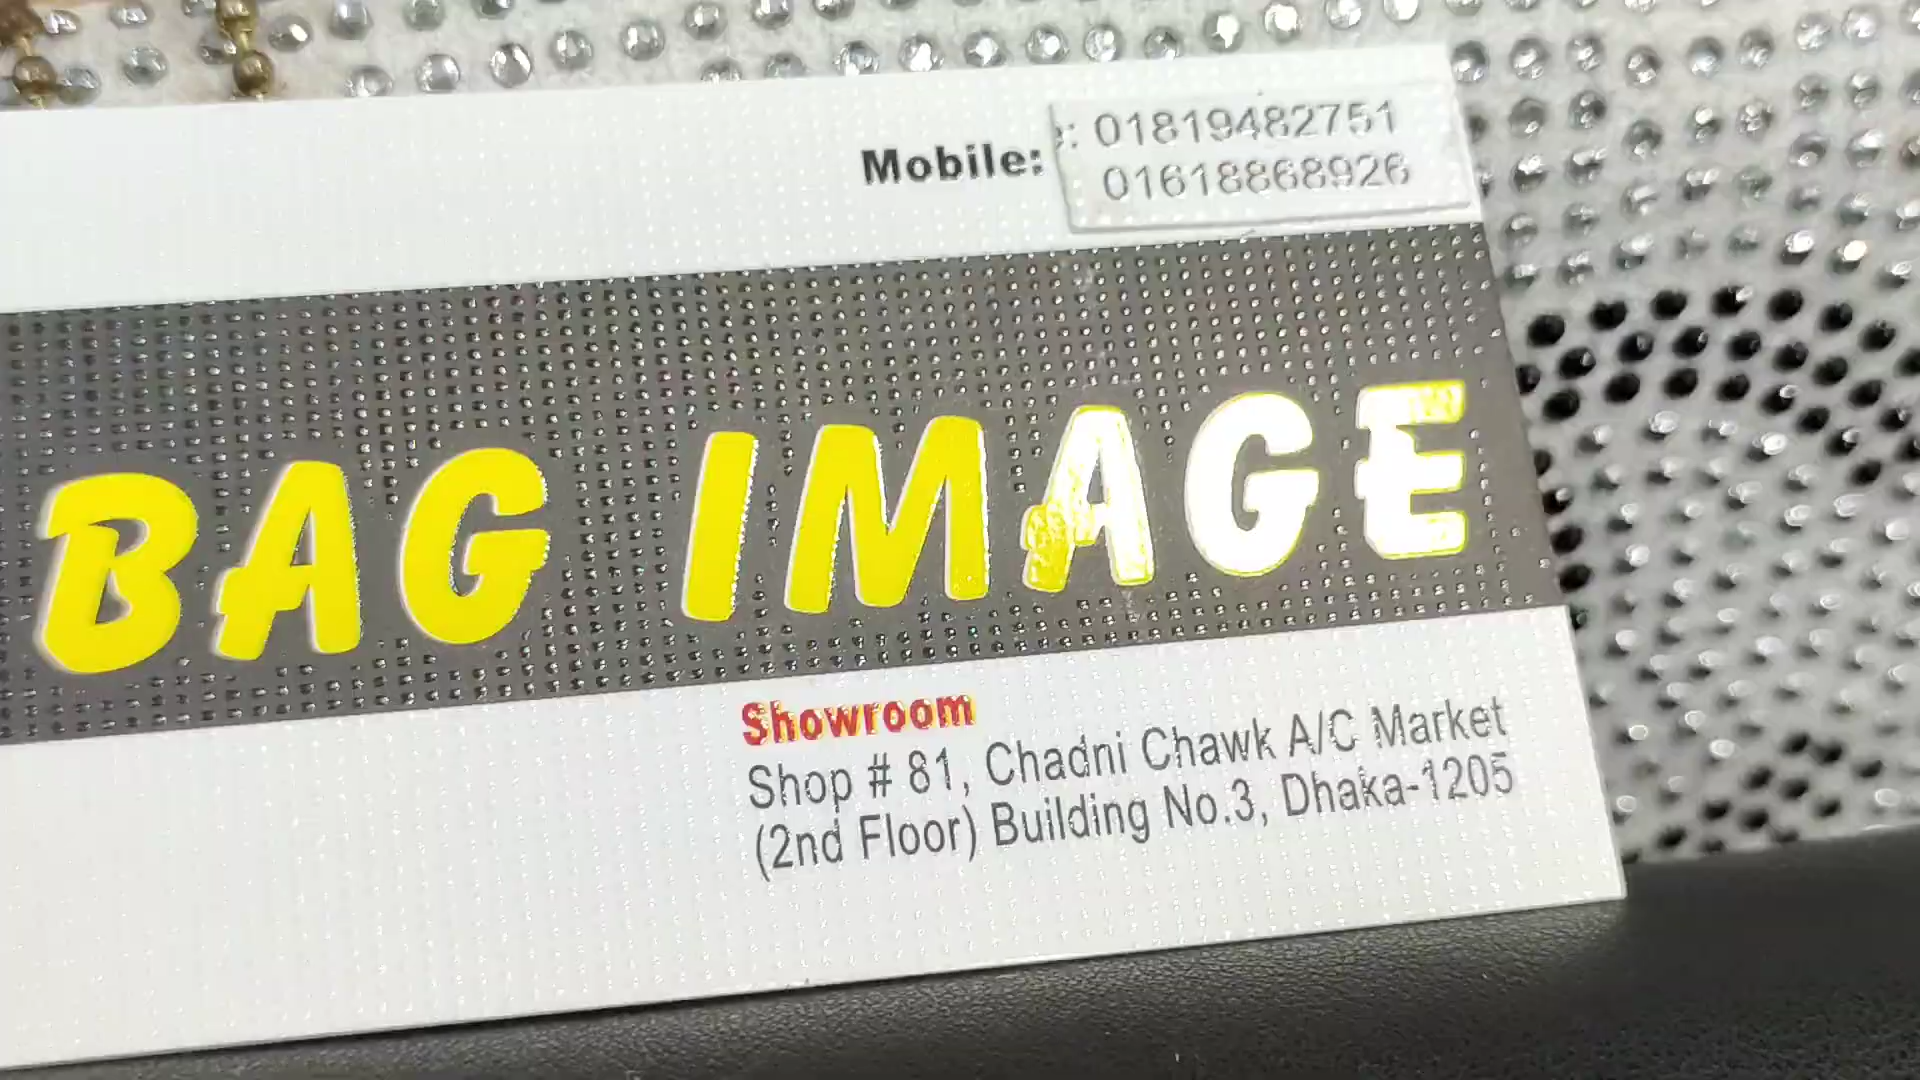 Mobile: : 01819482751
01618868926
BAG IMAGE
Showroom
Shop # 81, Chadni Chawk A/C Market
(2nd Floor) Building No.3, Dhaka-1205